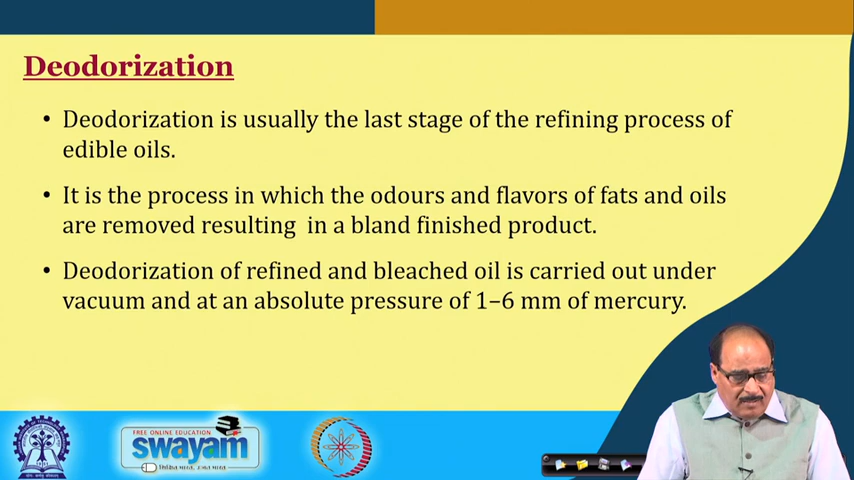 Deodorization
• Deodorization is usually the last stage of the refining process of
edible oils.
• It is the process in which the odours and flavors of fats and oils
are removed resulting in a bland finished product.
• Deodorization of refined and bleached oil is carried out under
vacuum and at an absolute pressure of 1–6 mm of mercury.
FREE ONLINE EDUCATION
swayam